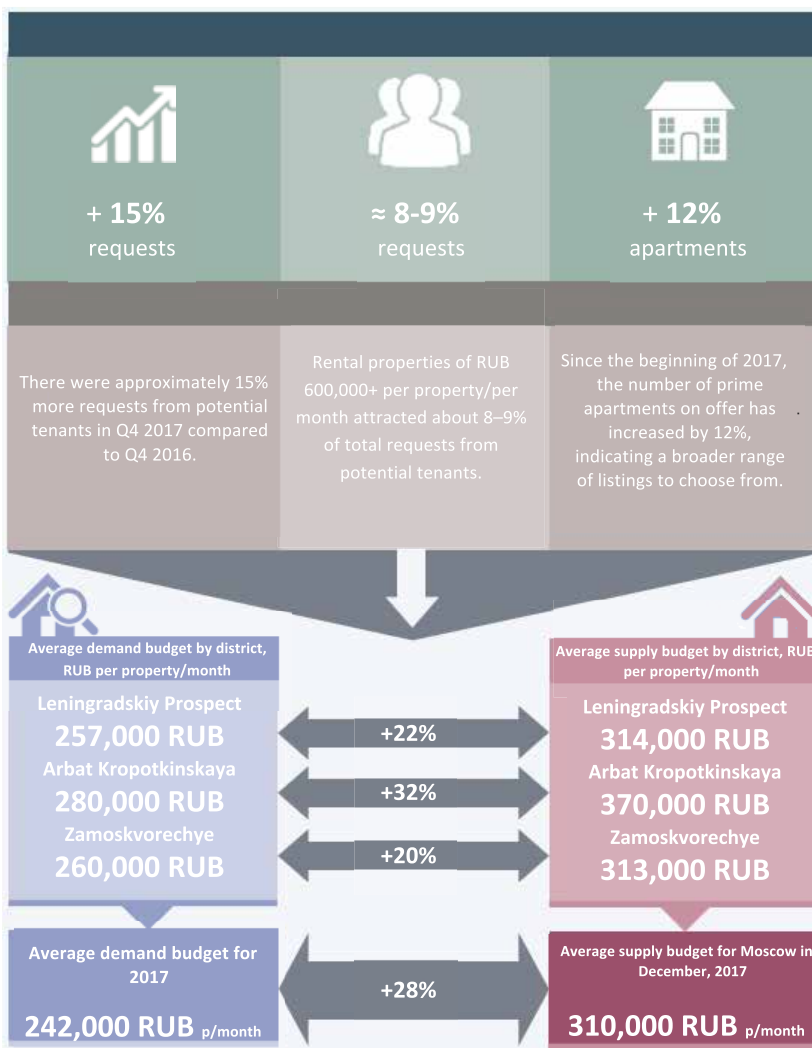 + 15%
requests
≈ 8-9%
requests
+ 12%
apartments
There were approximately 15%
more requests from potential
tenants in Q4 2017 compared
to Q4 2016.
Rental properties of RUB
600,000+ per property/per
month attracted about 8–9%
of total requests from
potential tenants.
Since the beginning of 2017,
the number of prime
apartments on offer has
increased by 12%,
indicating a broader range
of listings to choose from.
Average demand budget by district,
RUB per property/month
Leningradskiy Prospect
257,000 RUB
Arbat Kropotkinskaya
280,000 RUB
Zamoskvorechye
260,000 RUB
+22%
+32%
+20%
Average supply budget by district, RUB
per property/month
Leningradskiy Prospect
314,000 RUB
Arbat Kropotkinskaya
370,000 RUB
Zamoskvorechye
313,000 RUB
Average demand budget for
2017
242,000 RUB p/month
+28%
Average supply budget for Moscow in
December, 2017
310,000 RUB p/month